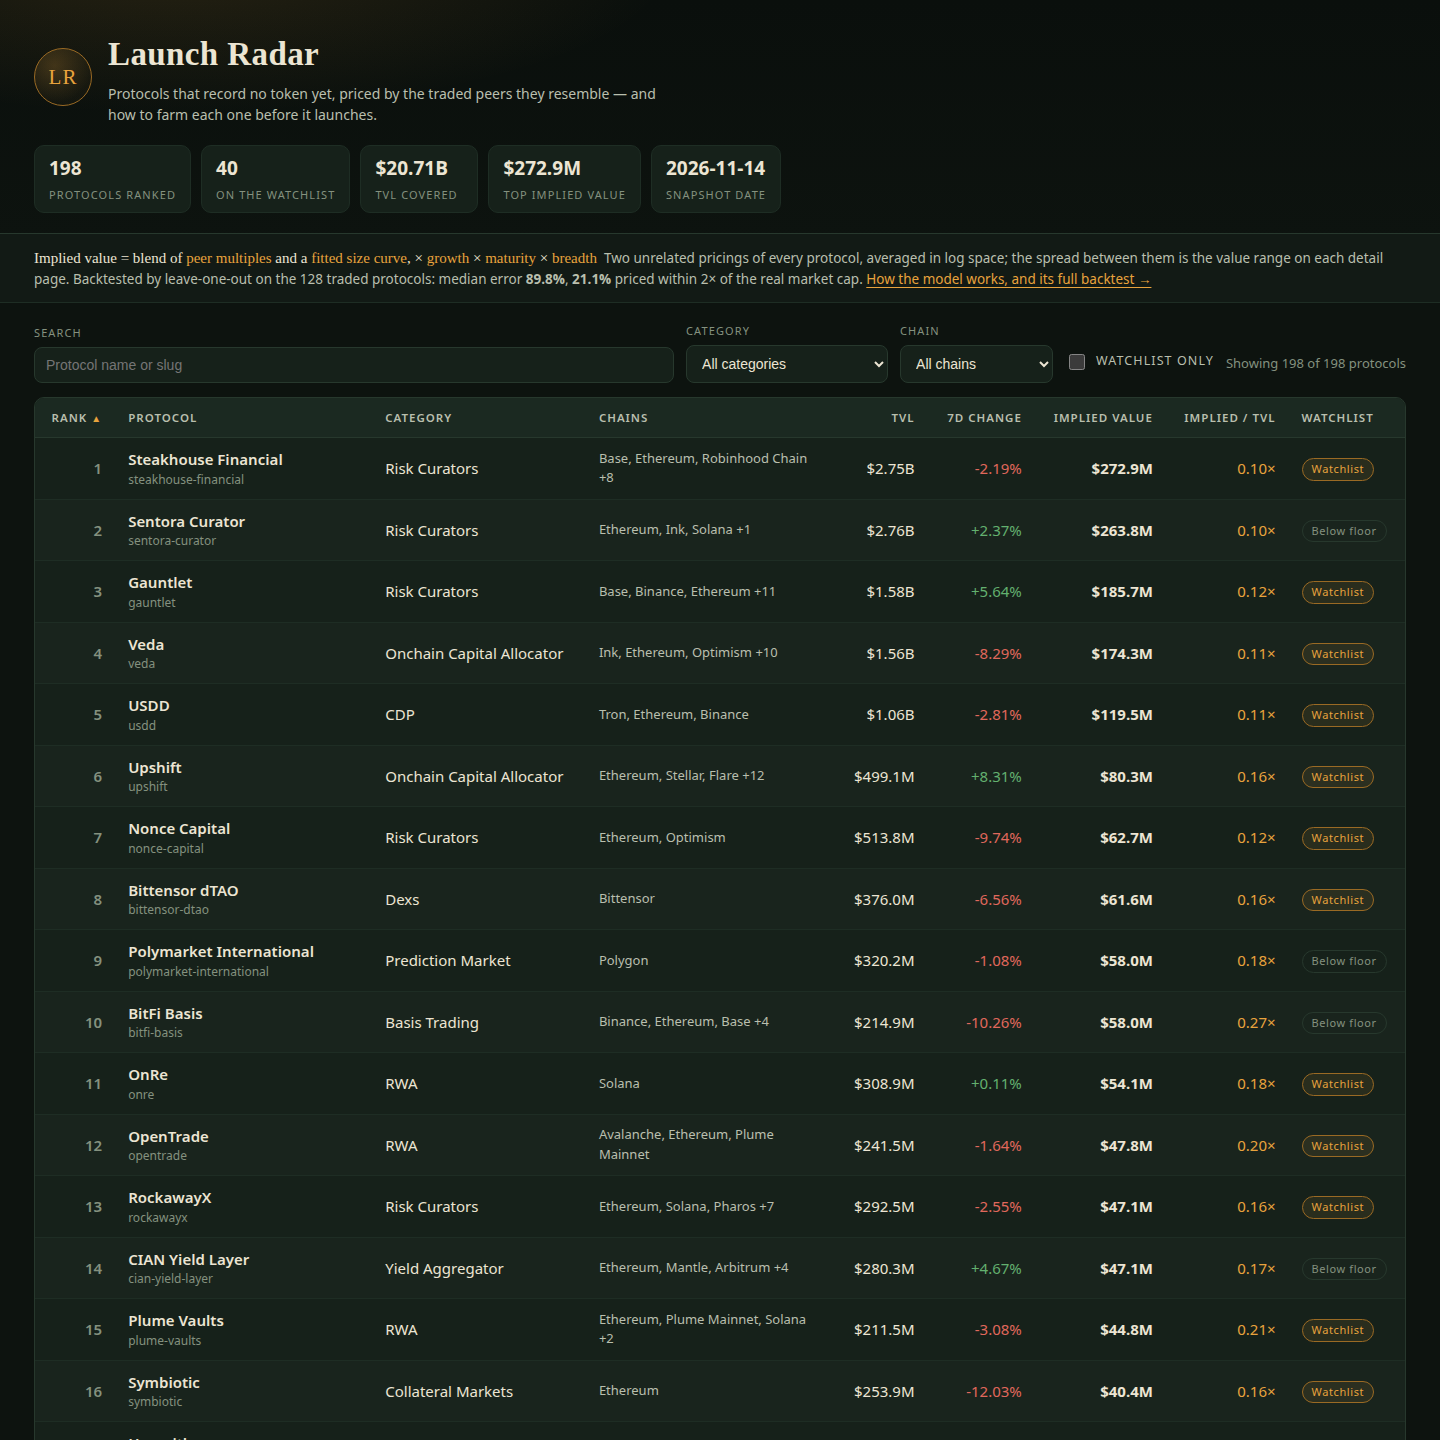 LR
Launch Radar
Protocols that record no token yet, priced by the traded peers they resemble — and
how to farm each one before it launches.
198
PROTOCOLS RANKED
40
ON THE WATCHLIST
$20.71B
TVL COVERED
$272.9M
TOP IMPLIED VALUE
2026-11-14
SNAPSHOT DATE
Implied value = blend of peer multiples and a fitted size curve, × growth × maturity × breadth Two unrelated pricings of every protocol, averaged in log space; the spread between them is the value range on each detail
page. Backtested by leave-one-out on the 128 traded protocols: median error 89.8%, 21.1% priced within 2× of the real market cap. How the model works, and its full backtest →
SEARCH
Protocol name or slug
CATEGORY
All categories
CHAIN
All chains
WATCHLIST ONLY
Showing 198 of 198 protocols
RANK ▲ PROTOCOL CATEGORY CHAINS TVL 7D CHANGE IMPLIED VALUE IMPLIED / TVL WATCHLIST
1 Steakhouse Financial steakhouse-financial Risk Curators Base, Ethereum, Robinhood Chain +8 $2.75B -2.19% $272.9M 0.10× Watchlist
2 Sentora Curator sentora-curator Risk Curators Ethereum, Ink, Solana +1 $2.76B +2.37% $263.8M 0.10× Below floor
3 Gauntlet gauntlet Risk Curators Base, Binance, Ethereum +11 $1.58B +5.64% $185.7M 0.12× Watchlist
4 Veda veda Onchain Capital Allocator Ink, Ethereum, Optimism +10 $1.56B -8.29% $174.3M 0.11× Watchlist
5 USDD usdd CDP Tron, Ethereum, Binance $1.06B -2.81% $119.5M 0.11× Watchlist
6 Upshift upshift Onchain Capital Allocator Ethereum, Stellar, Flare +12 $499.1M +8.31% $80.3M 0.16× Watchlist
7 Nonce Capital nonce-capital Risk Curators Ethereum, Optimism $513.8M -9.74% $62.7M 0.12× Watchlist
8 Bittensor dTAO bittensor-dtao Dexs Bittensor $376.0M -6.56% $61.6M 0.16× Watchlist
9 Polymarket International polymarket-international Prediction Market Polygon $320.2M -1.08% $58.0M 0.18× Below floor
10 BitFi Basis bitfi-basis Basis Trading Binance, Ethereum, Base +4 $214.9M -10.26% $58.0M 0.27× Below floor
11 OnRe onre RWA Solana $308.9M +0.11% $54.1M 0.18× Watchlist
12 OpenTrade opentrade RWA Avalanche, Ethereum, Plume Mainnet $241.5M -1.64% $47.8M 0.20× Watchlist
13 RockawayX rockawayx Risk Curators Ethereum, Solana, Pharos +7 $292.5M -2.55% $47.1M 0.16× Watchlist
14 CIAN Yield Layer cian-yield-layer Yield Aggregator Ethereum, Mantle, Arbitrum +4 $280.3M +4.67% $47.1M 0.17× Below floor
15 Plume Vaults plume-vaults RWA Ethereum, Plume Mainnet, Solana +2 $211.5M -3.08% $44.8M 0.21× Watchlist
16 Symbiotic symbiotic Collateral Markets Ethereum $253.9M -12.03% $40.4M 0.16× Watchlist